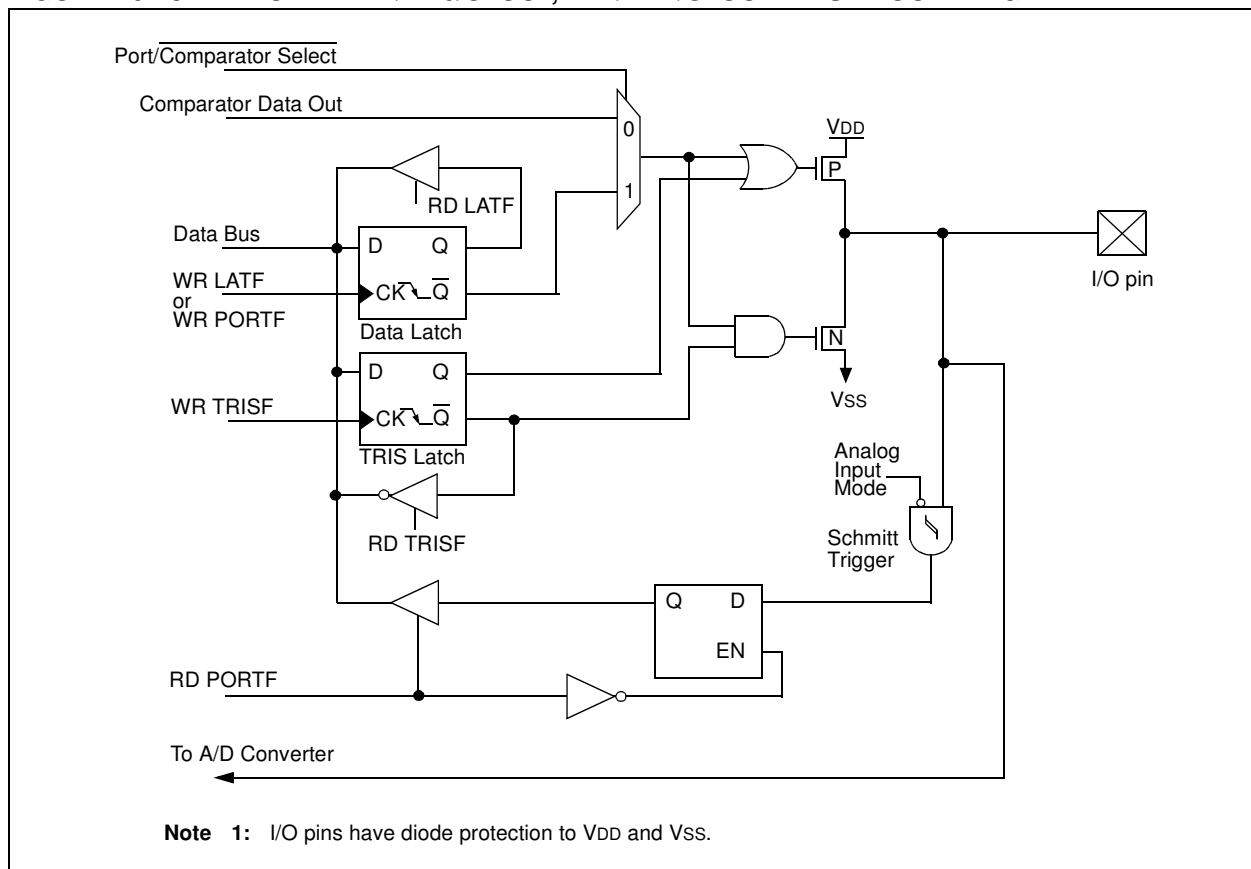 Port/Comparator Select
Comparator Data Out
0
1
VDD
P
RD LATF
Data Bus
D Q
WR LATF
or
WR PORTF
CK Q
Data Latch
I/O pin
N
VSS
D Q
WR TRISF
CK Q
TRIS Latch
Analog
Input
Mode
RD TRISF
Schmitt
Trigger
Q D
EN
RD PORTF
To A/D Converter
Note 1: I/O pins have diode protection to VDD and VSS.